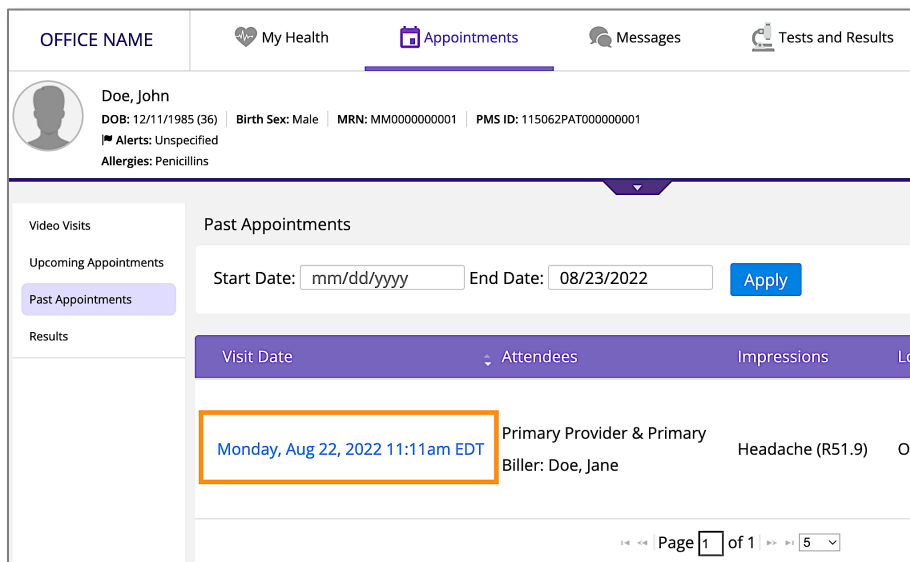 OFFICE NAME
My Health
Appointments
Messages
Tests and Results
Doe, John
DOB: 12/11/1985 (36) Birth Sex: Male MRN: MM0000000001 PMS ID: 115062PAT000000001
Alerts: Unspecified
Allergies: Penicillins
Video Visits
Upcoming Appointments
Past Appointments
Results
Past Appointments
Start Date: mm/dd/yyyy End Date: 08/23/2022 Apply
Visit Date Attendees Impressions
Monday, Aug 22, 2022 11:11am EDT
Primary Provider & Primary
Biller: Doe, Jane
Headache (R51.9)
Page 1 of 1 5